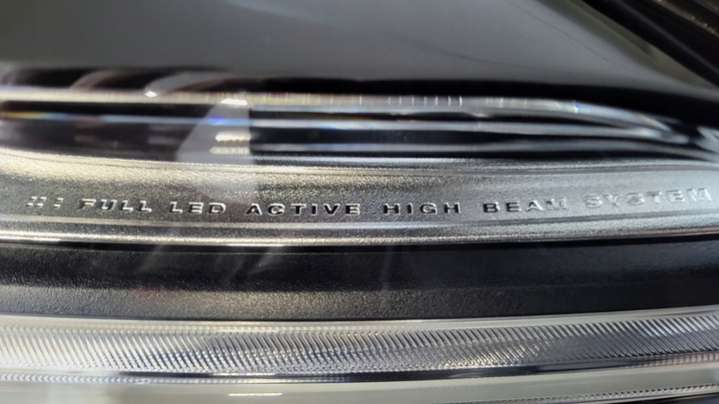 FULL LED ACTIVE HIGH BEAM SYSTEM